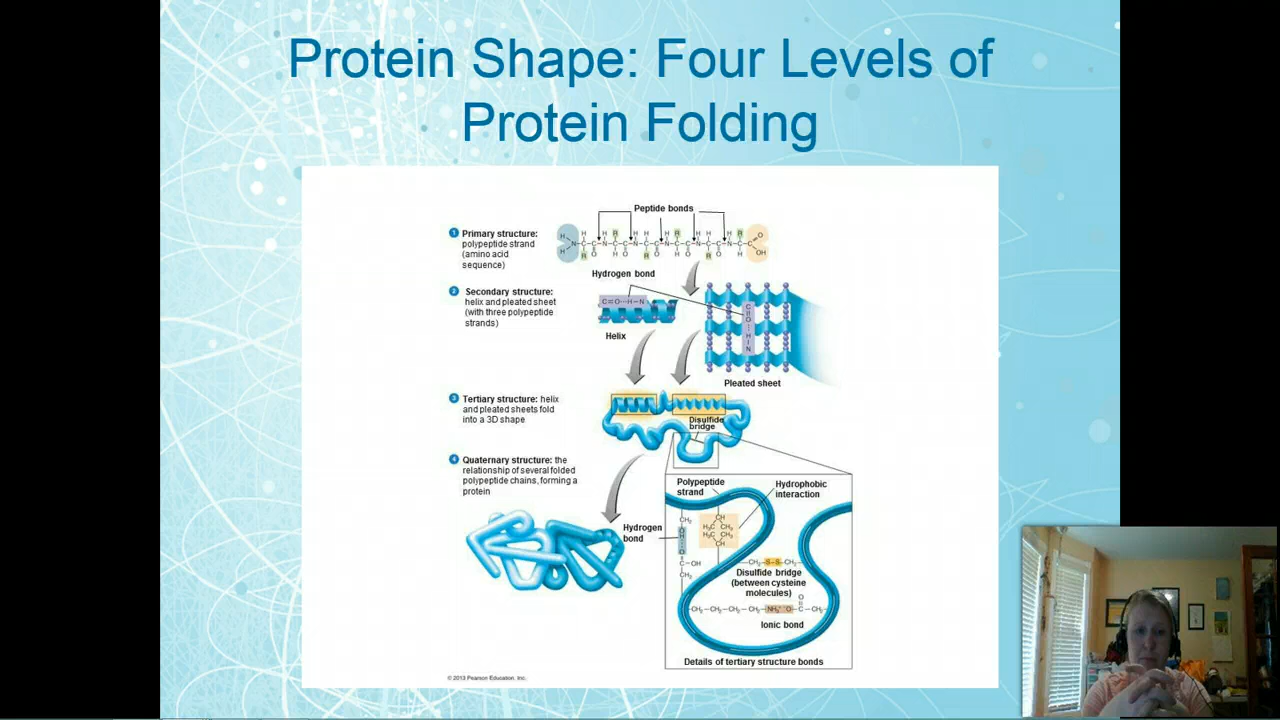 Protein Shape: Four Levels of
Protein Folding
Peptide bonds
1 Primary structure:
polypeptide strand
(amino acid
sequence)
Hydrogen bond
2 Secondary structure:
helix and pleated sheet
(with three polypeptide
strands)
C=O···H–N
Helix
Pleated sheet
3 Tertiary structure: helix
and pleated sheets fold
into a 3D shape
Disulfide
bridge
4 Quaternary structure: the
relationship of several folded
polypeptide chains, forming a
protein
Polypeptide
strand
Hydrophobic
interaction
Hydrogen
bond
Disulfide bridge
(between cysteine
molecules)
Ionic bond
Details of tertiary structure bonds
© 2013 Pearson Education, Inc.